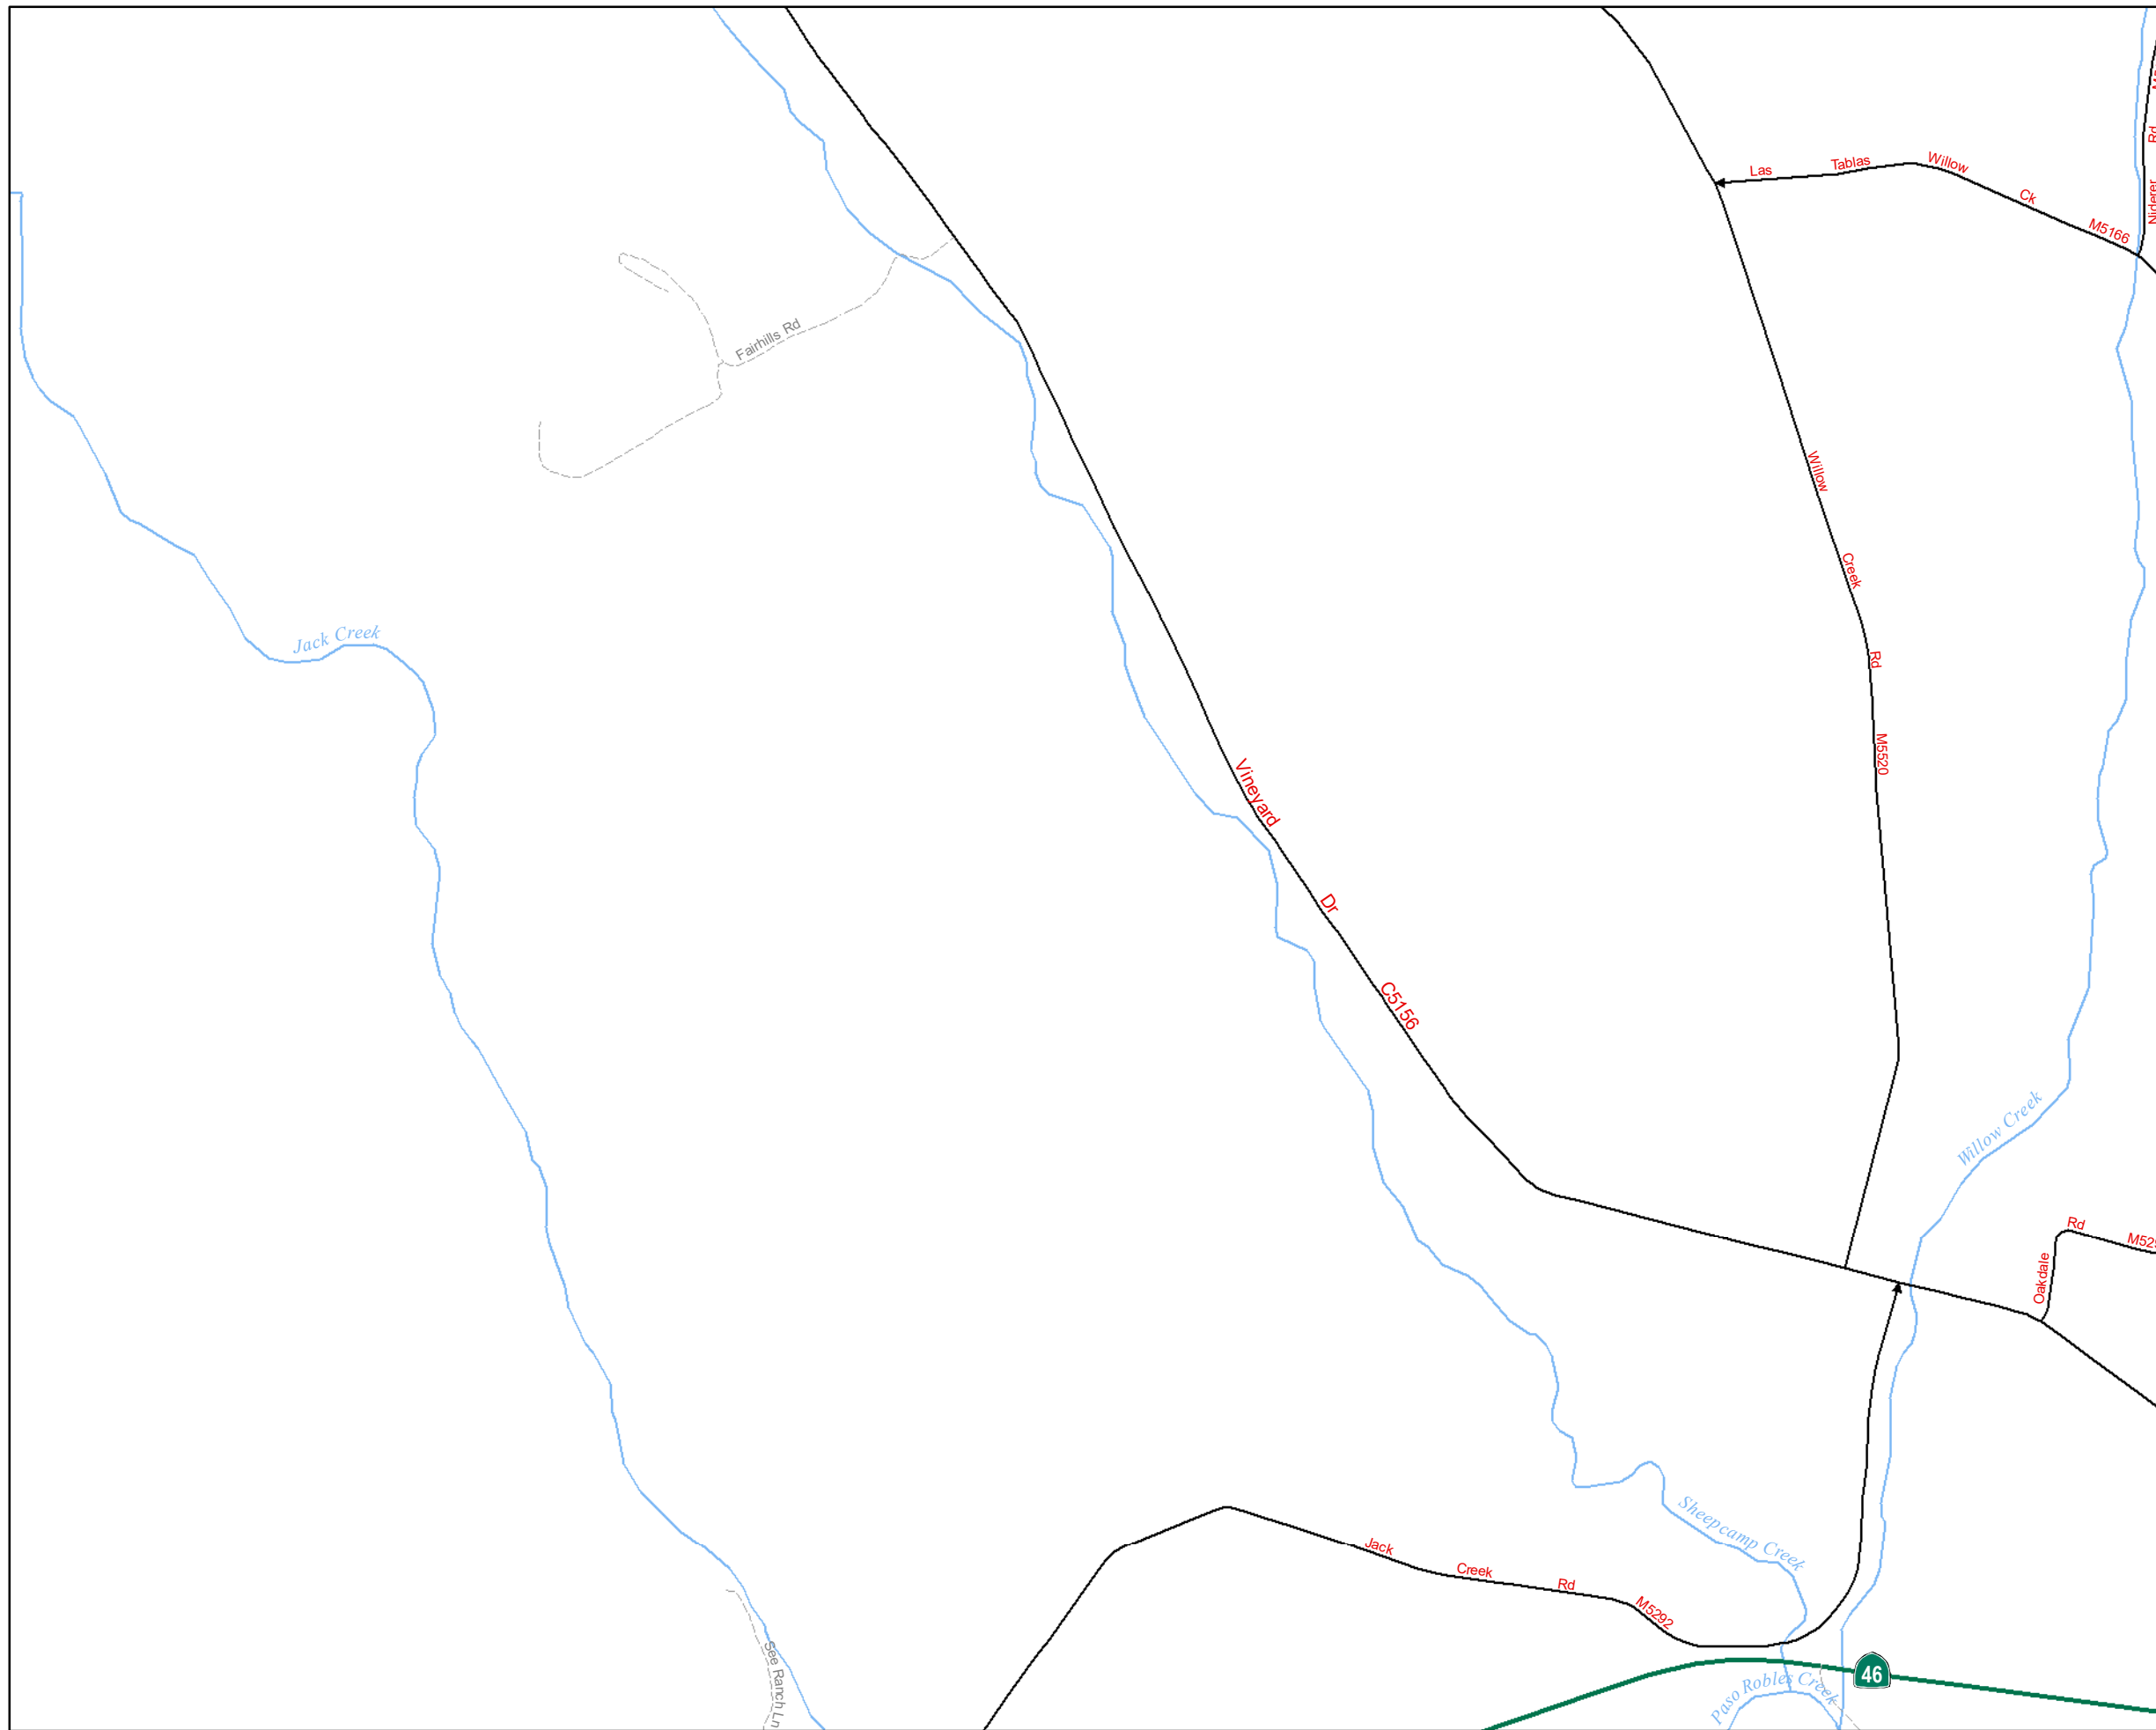 Las Tablas Willow Ck M5166
Niderer Rd
Fairhills Rd
Willow Creek Rd M5520
Jack Creek
Vineyard Dr C5156
Willow Creek
Oakdale Rd
Sheepcamp Creek
Jack Creek Rd M5292
See Ranch Ln
Paso Robles Creek
46